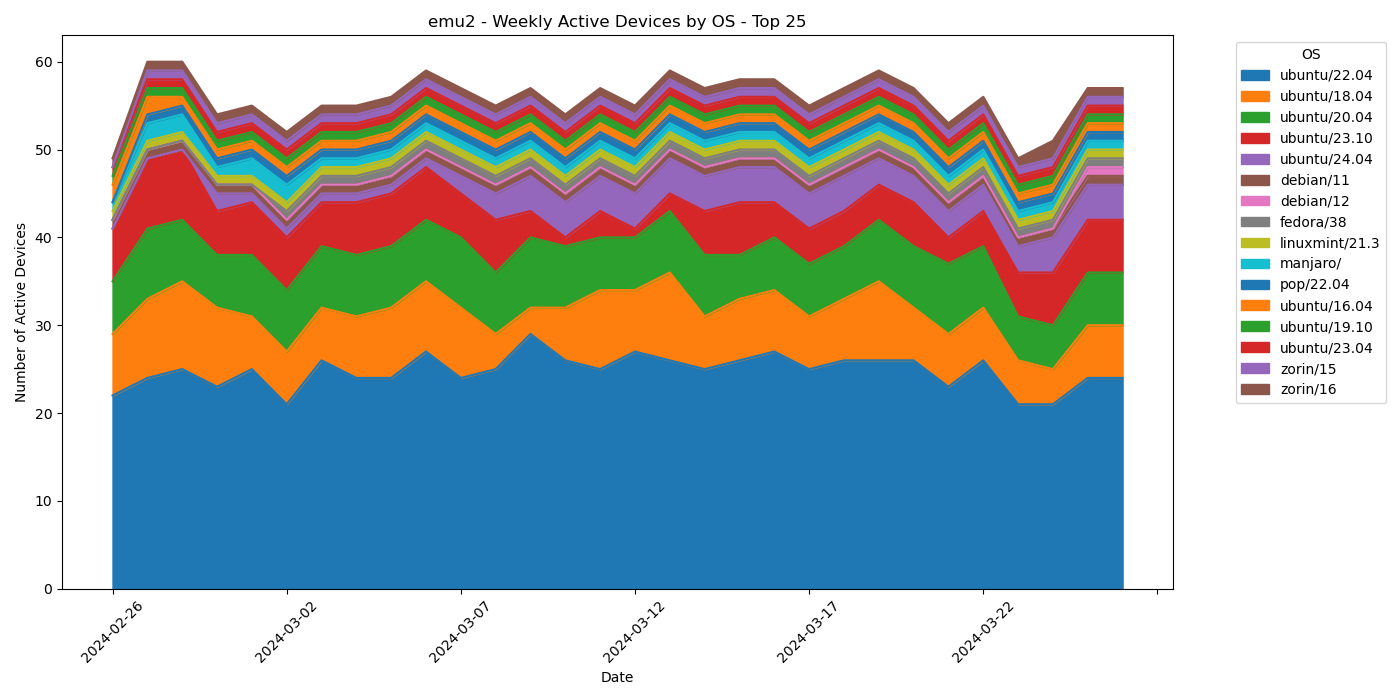 emu2 - Weekly Active Devices by OS - Top 25
60
50
40
30
20
10
0
Number of Active Devices
2024-02-26
2024-03-02
2024-03-07
2024-03-12
2024-03-17
2024-03-22
Date
OS
ubuntu/22.04
ubuntu/18.04
ubuntu/20.04
ubuntu/23.10
ubuntu/24.04
debian/11
debian/12
fedora/38
linuxmint/21.3
manjaro/
pop/22.04
ubuntu/16.04
ubuntu/19.10
ubuntu/23.04
zorin/15
zorin/16